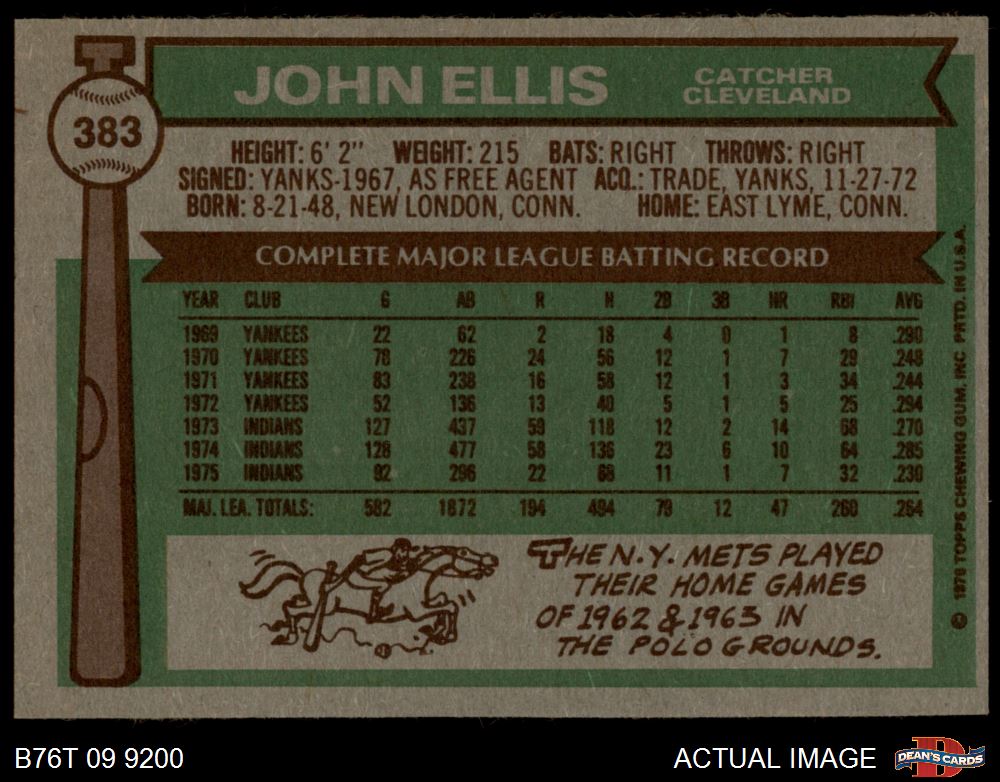 383
JOHN ELLIS
CATCHER
CLEVELAND
HEIGHT: 6' 2" WEIGHT: 215 BATS: RIGHT THROWS: RIGHT
SIGNED: YANKS-1967, AS FREE AGENT ACQ.: TRADE, YANKS, 11-27-72
BORN: 8-21-48, NEW LONDON, CONN. HOME: EAST LYME, CONN.
COMPLETE MAJOR LEAGUE BATTING RECORD
YEAR CLUB G AB R H 2B 3B HR RBI AVG
1969 YANKEES 22 62 2 18 4 0 1 8 .290
1970 YANKEES 78 226 24 56 12 1 7 29 .248
1971 YANKEES 83 238 16 58 12 1 3 34 .244
1972 YANKEES 52 136 13 40 5 1 5 25 .294
1973 INDIANS 127 437 59 118 12 2 14 68 .270
1974 INDIANS 128 477 58 136 23 6 10 64 .285
1975 INDIANS 92 296 22 68 11 1 7 32 .230
MAJ. LEA. TOTALS: 582 1872 194 494 79 12 47 260 .264
THE N.Y. METS PLAYED
THEIR HOME GAMES
OF 1962 & 1963 IN
THE POLO GROUNDS.
© 1976 TOPPS CHEWING GUM, INC PRTD. IN U.S.A.
B76T 09 9200
ACTUAL IMAGE
D
DEAN'S CARDS